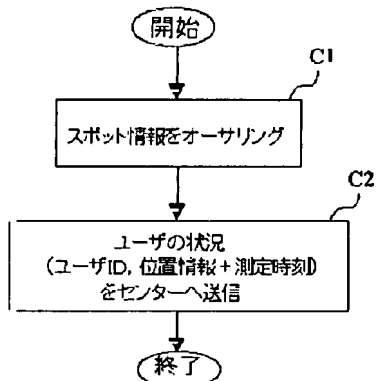 開始
C1
スポット情報をオーサリング
C2
ユーザの状況
(ユーザID, 位置情報+測定時刻)
をセンターへ送信
終了